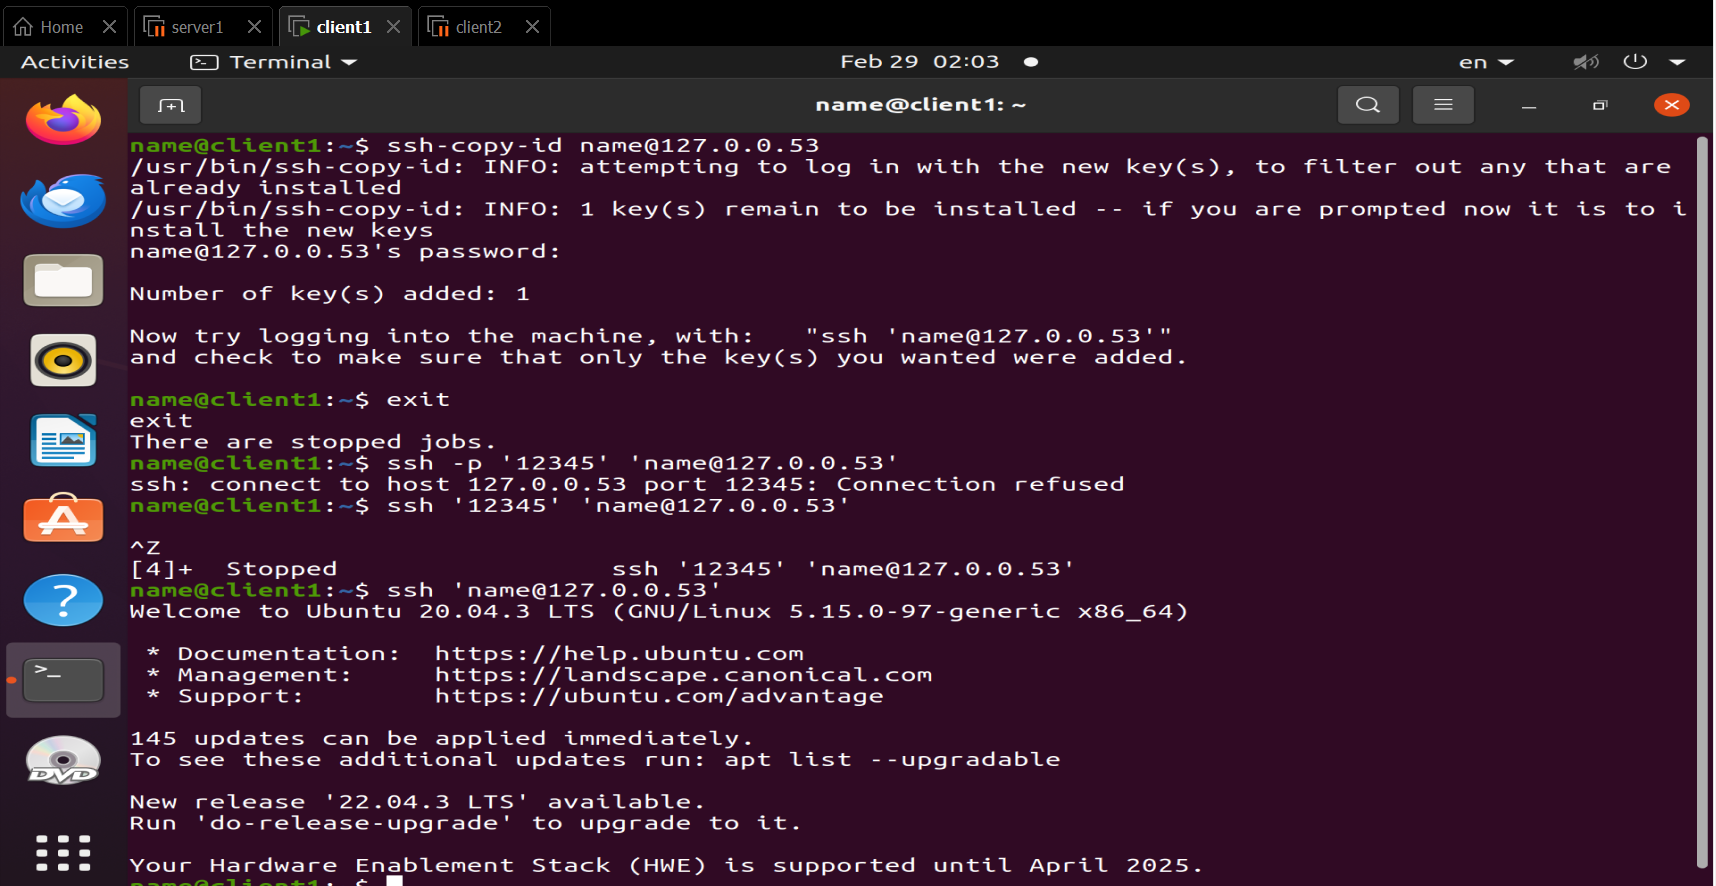 Home
server1
client1
client2
Activities
Terminal
Feb 29 02:03
en
name@client1: ~
name@client1:~$ ssh-copy-id name@127.0.0.53
/usr/bin/ssh-copy-id: INFO: attempting to log in with the new key(s), to filter out any that are
already installed
/usr/bin/ssh-copy-id: INFO: 1 key(s) remain to be installed -- if you are prompted now it is to i
nstall the new keys
name@127.0.0.53's password:
Number of key(s) added: 1
Now try logging into the machine, with:   "ssh 'name@127.0.0.53'"
and check to make sure that only the key(s) you wanted were added.
name@client1:~$ exit
exit
There are stopped jobs.
name@client1:~$ ssh -p '12345' 'name@127.0.0.53'
ssh: connect to host 127.0.0.53 port 12345: Connection refused
name@client1:~$ ssh '12345' 'name@127.0.0.53'
^Z
[4]+  Stopped                 ssh '12345' 'name@127.0.0.53'
name@client1:~$ ssh 'name@127.0.0.53'
Welcome to Ubuntu 20.04.3 LTS (GNU/Linux 5.15.0-97-generic x86_64)
* Documentation:  https://help.ubuntu.com
* Management:     https://landscape.canonical.com
* Support:        https://ubuntu.com/advantage
145 updates can be applied immediately.
To see these additional updates run: apt list --upgradable
New release '22.04.3 LTS' available.
Run 'do-release-upgrade' to upgrade to it.
Your Hardware Enablement Stack (HWE) is supported until April 2025.
name@client1:~$
DVD